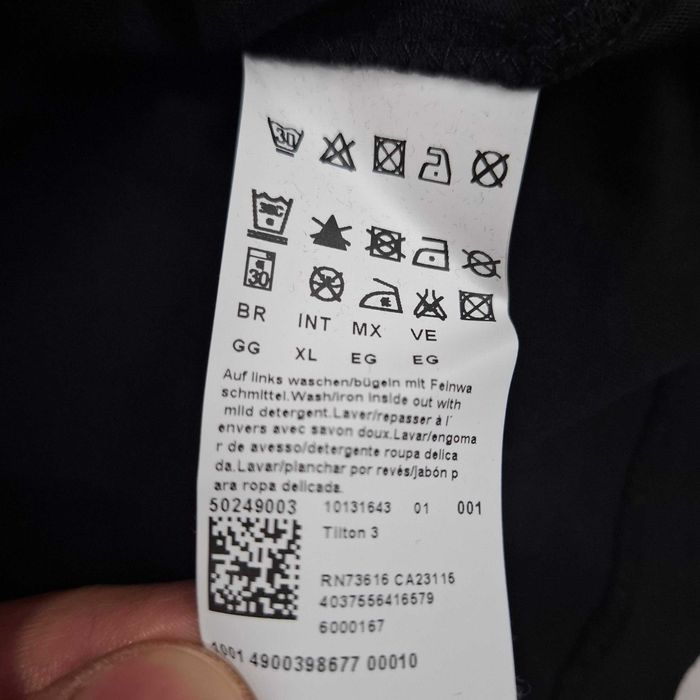 30
30C
30
BR INT MX VE
GG XL EG EG
Auf links waschen/bügeln mit Feinwa
schmittel.Wash/iron inside out with
mild detergent.Laver/repasser à l'
envers avec savon doux.Lavar/engoma
r de avesso/detergente roupa delica
da.Lavar/planchar por revés/jabón p
ara ropa delicada.
50249003 10131643 01 001
Tilton 3
RN73616 CA23115
4037556416579
6000167
1001 4900398677 00010